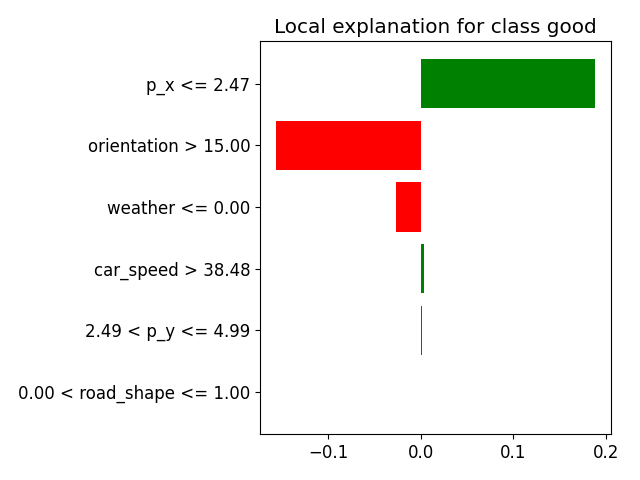 Local explanation for class good
p_x <= 2.47
orientation > 15.00
weather <= 0.00
car_speed > 38.48
2.49 < p_y <= 4.99
0.00 < road_shape <= 1.00
−0.1 0.0 0.1 0.2